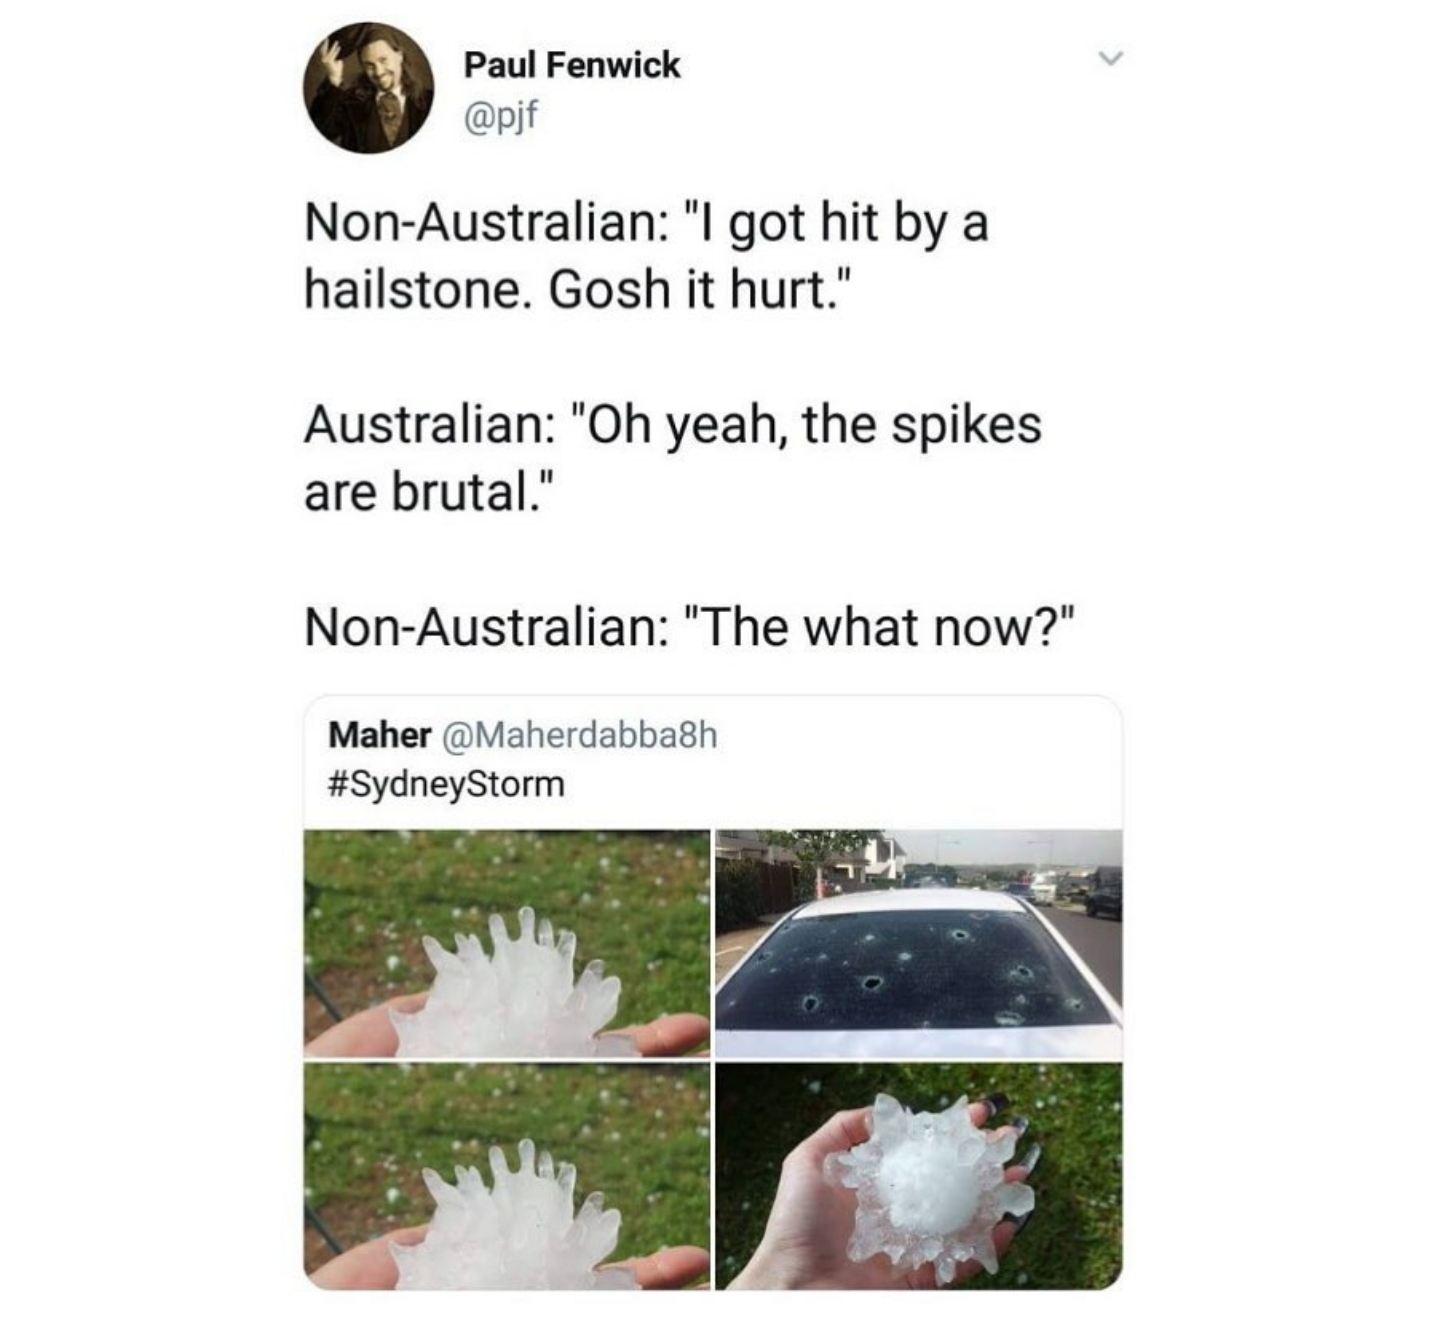 Paul Fenwick
@pjf
Non-Australian: "I got hit by a
hailstone. Gosh it hurt."
Australian: "Oh yeah, the spikes
are brutal."
Non-Australian: "The what now?"
Maher @Maherdabba8h
#SydneyStorm